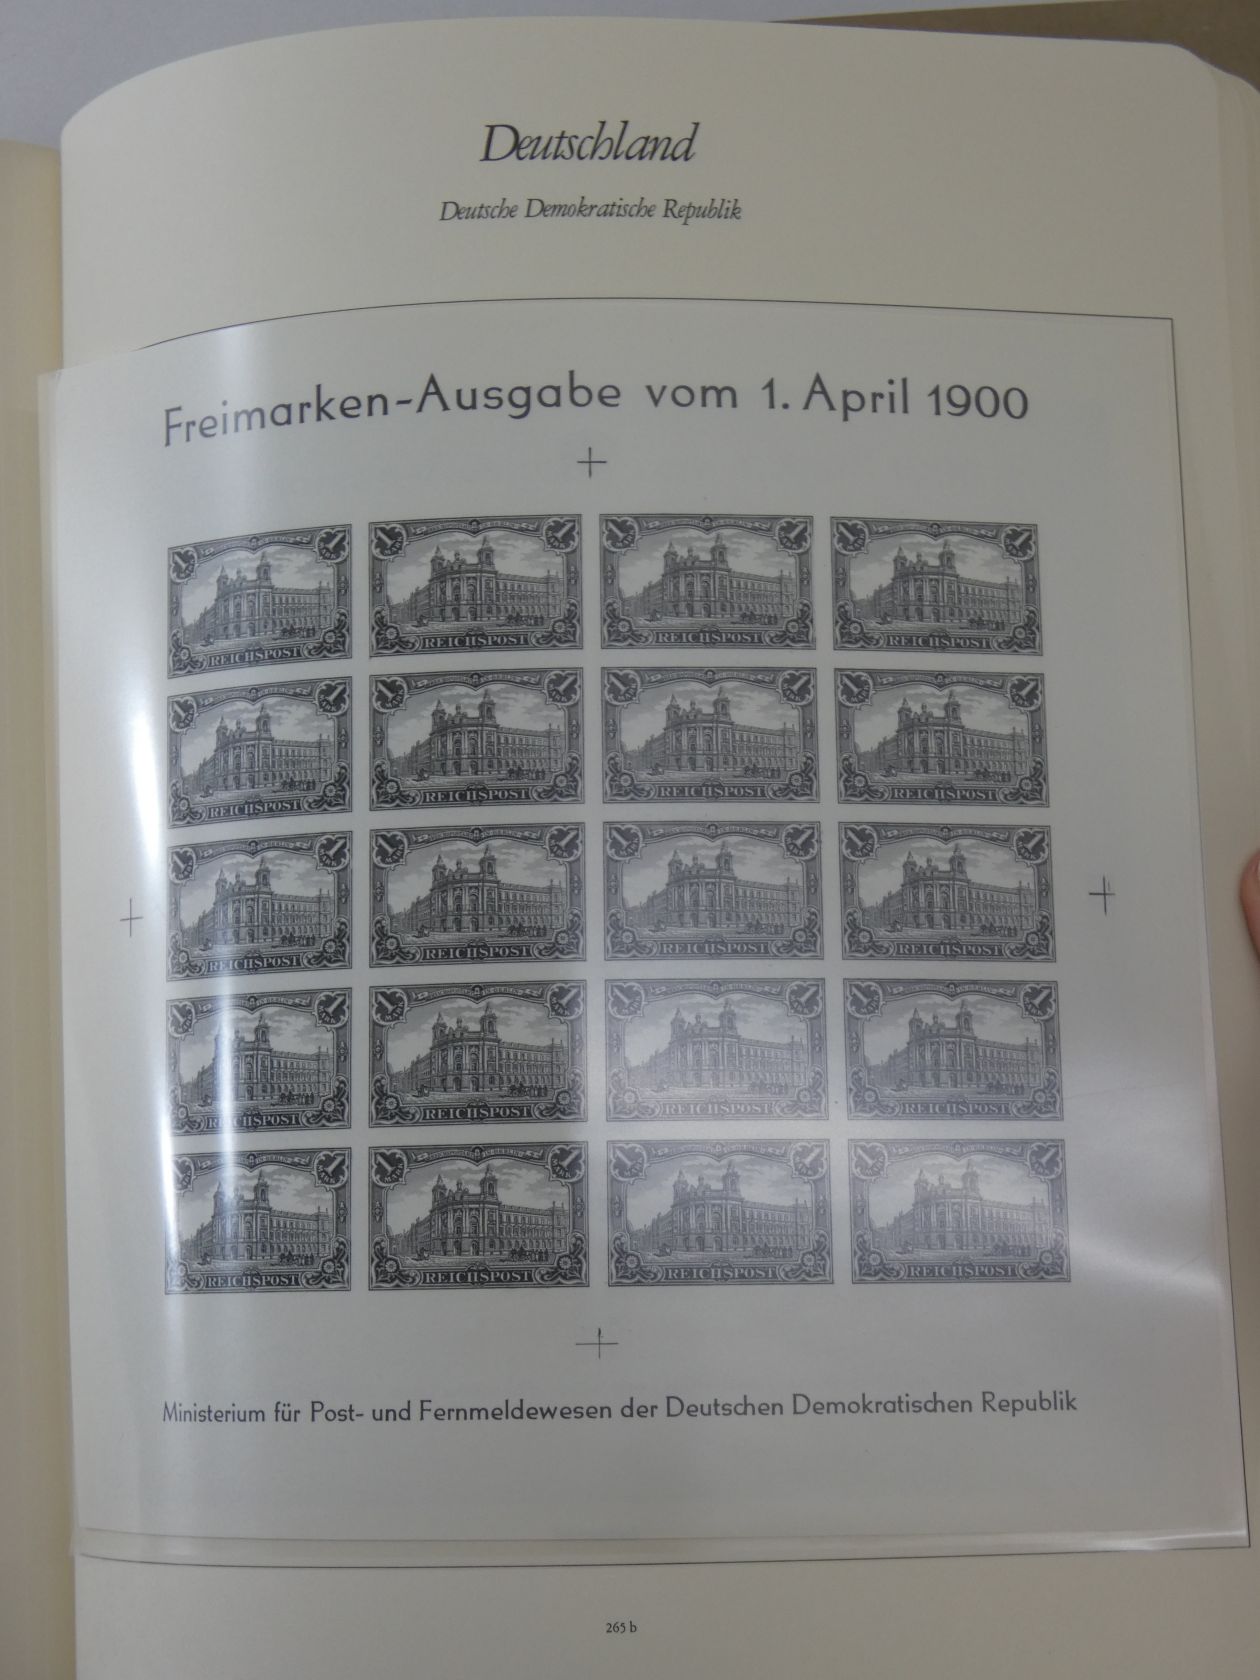 Deutschland
Deutsche Demokratische Republik
Freimarken-Ausgabe vom 1. April 1900
REICHSPOST REICHSPOST REICHSPOST REICHSPOST
REICHSPOST REICHSPOST REICHSPOST REICHSPOST
REICHSPOST REICHSPOST REICHSPOST REICHSPOST
REICHSPOST REICHSPOST REICHSPOST REICHSPOST
REICHSPOST REICHSPOST REICHSPOST REICHSPOST
Ministerium für Post- und Fernmeldewesen der Deutschen Demokratischen Republik
265 b